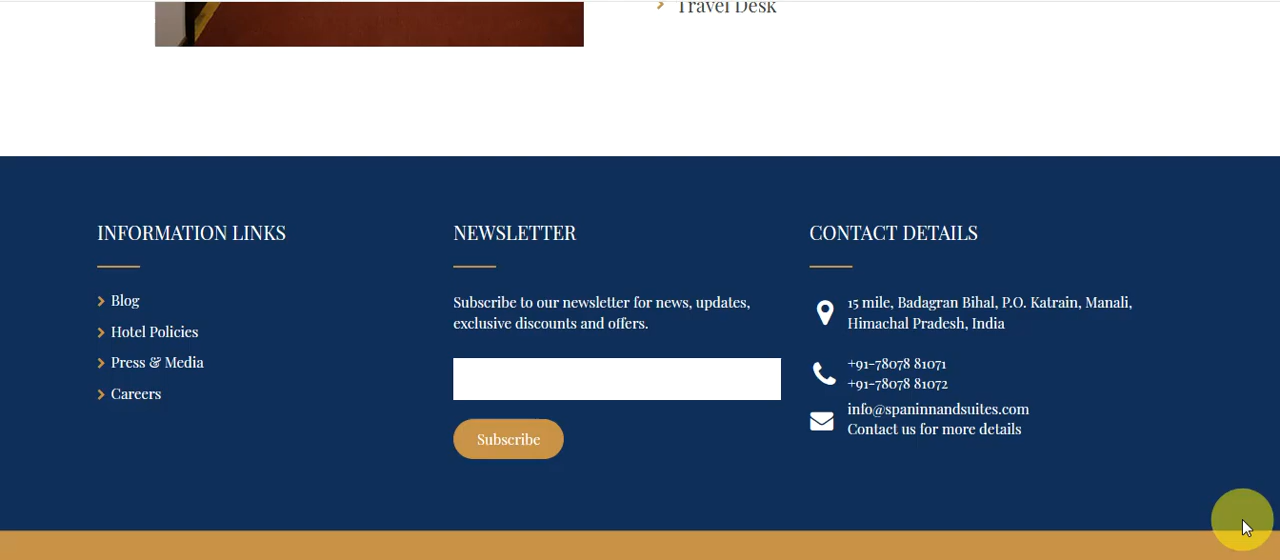 Travel Desk
INFORMATION LINKS
Blog
Hotel Policies
Press & Media
Careers
NEWSLETTER
Subscribe to our newsletter for news, updates,
exclusive discounts and offers.
Subscribe
CONTACT DETAILS
15 mile, Badagran Bihal, P.O. Katrain, Manali,
Himachal Pradesh, India
+91-78078 81071
+91-78078 81072
info@spaninnandsuites.com
Contact us for more details